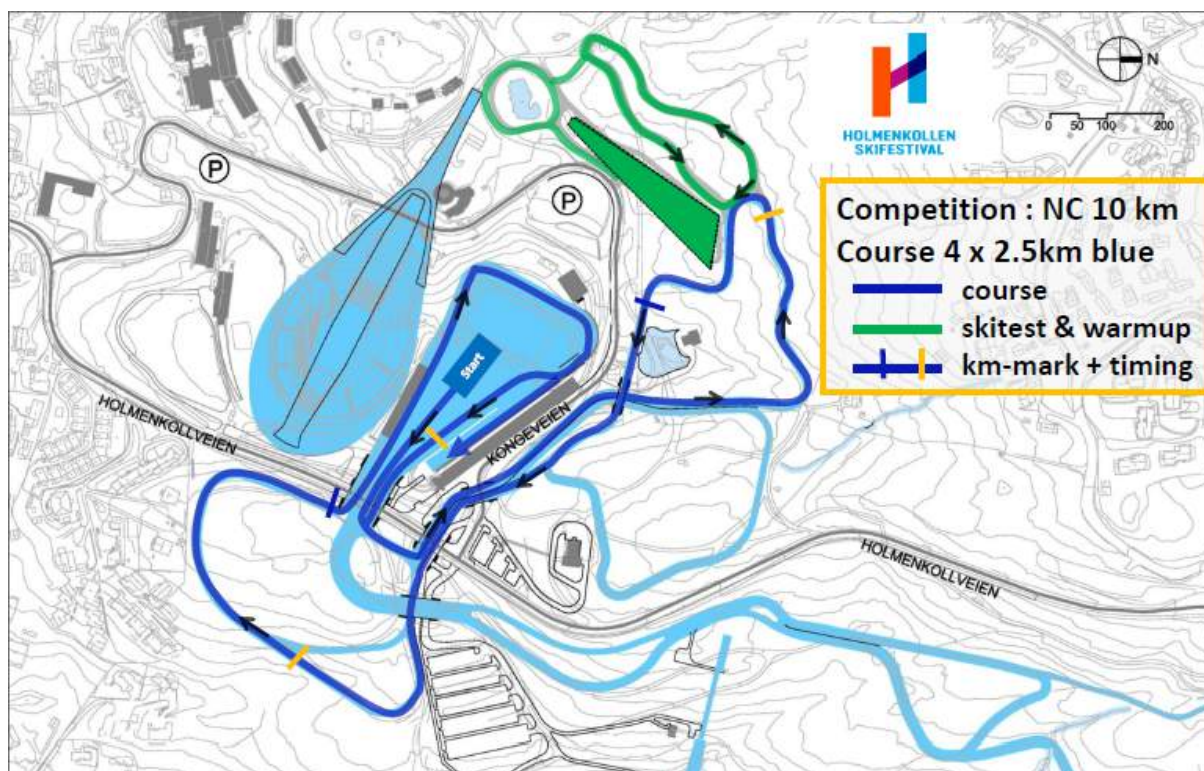 HOLMENKOLLEN
SKIFESTIVAL
N
0 50 100 200
Competition : NC 10 km
Course 4 x 2.5km blue
course
skitest & warmup
km-mark + timing
P
P
Start
KONGEVEIEN
HOLMENKOLLVEIEN
HOLMENKOLLVEIEN